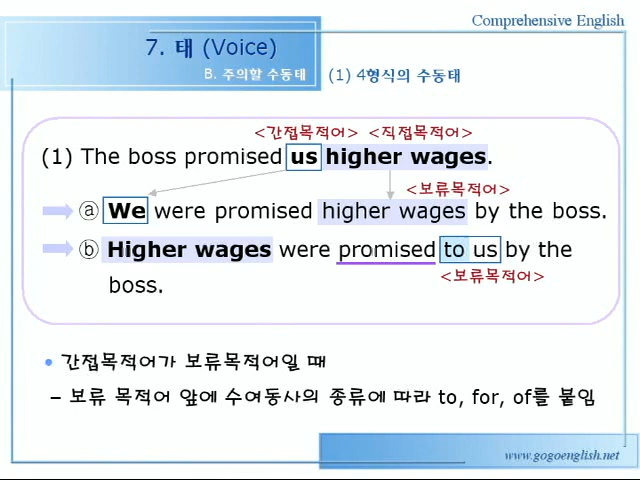 Comprehensive English
7. 태 (Voice)
B. 주의할 수동태
(1) 4형식의 수동태
<간접목적어> <직접목적어>
(1) The boss promised us higher wages.
<보류목적어>
ⓐ We were promised higher wages by the boss.
ⓑ Higher wages were promised to us by the
<보류목적어>
boss.
• 간접목적어가 보류목적어일 때
– 보류 목적어 앞에 수여동사의 종류에 따라 to, for, of를 붙임
www.gogoenglish.net